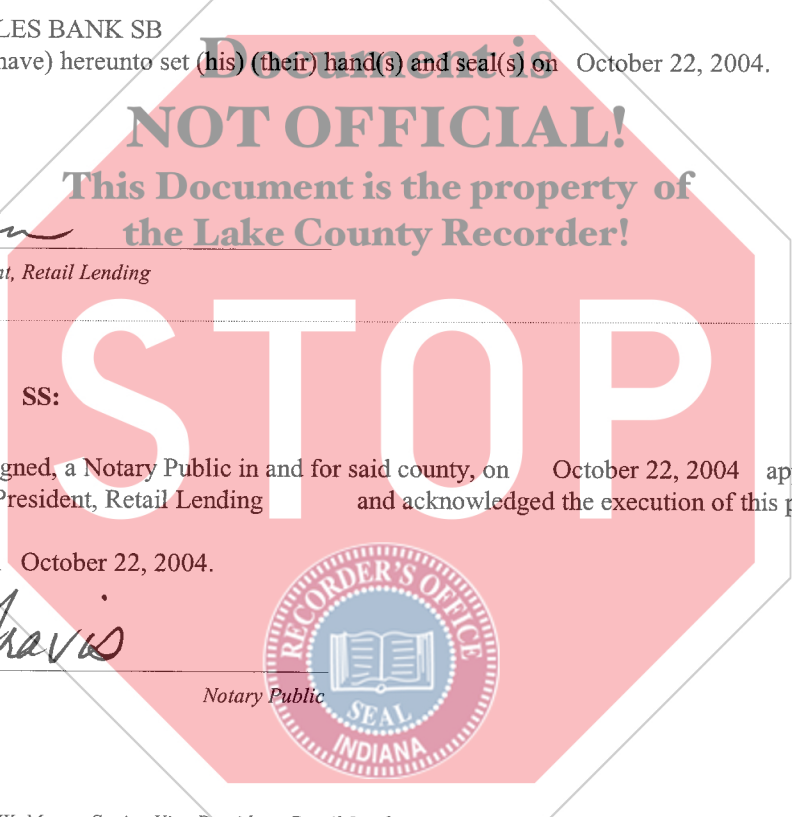 LES BANK SB
have) hereunto set (his) (their) hand(s) and seal(s) on October 22, 2004.
Document is
NOT OFFICIAL!
This Document is the property of
the Lake County Recorder!
nt, Retail Lending
STOP
SS:
gned, a Notary Public in and for said county, on October 22, 2004 ap
President, Retail Lending and acknowledged the execution of this p
October 22, 2004.
ravis
Notary Public
RECORDER'S OFFICE
SEAL
INDIANA